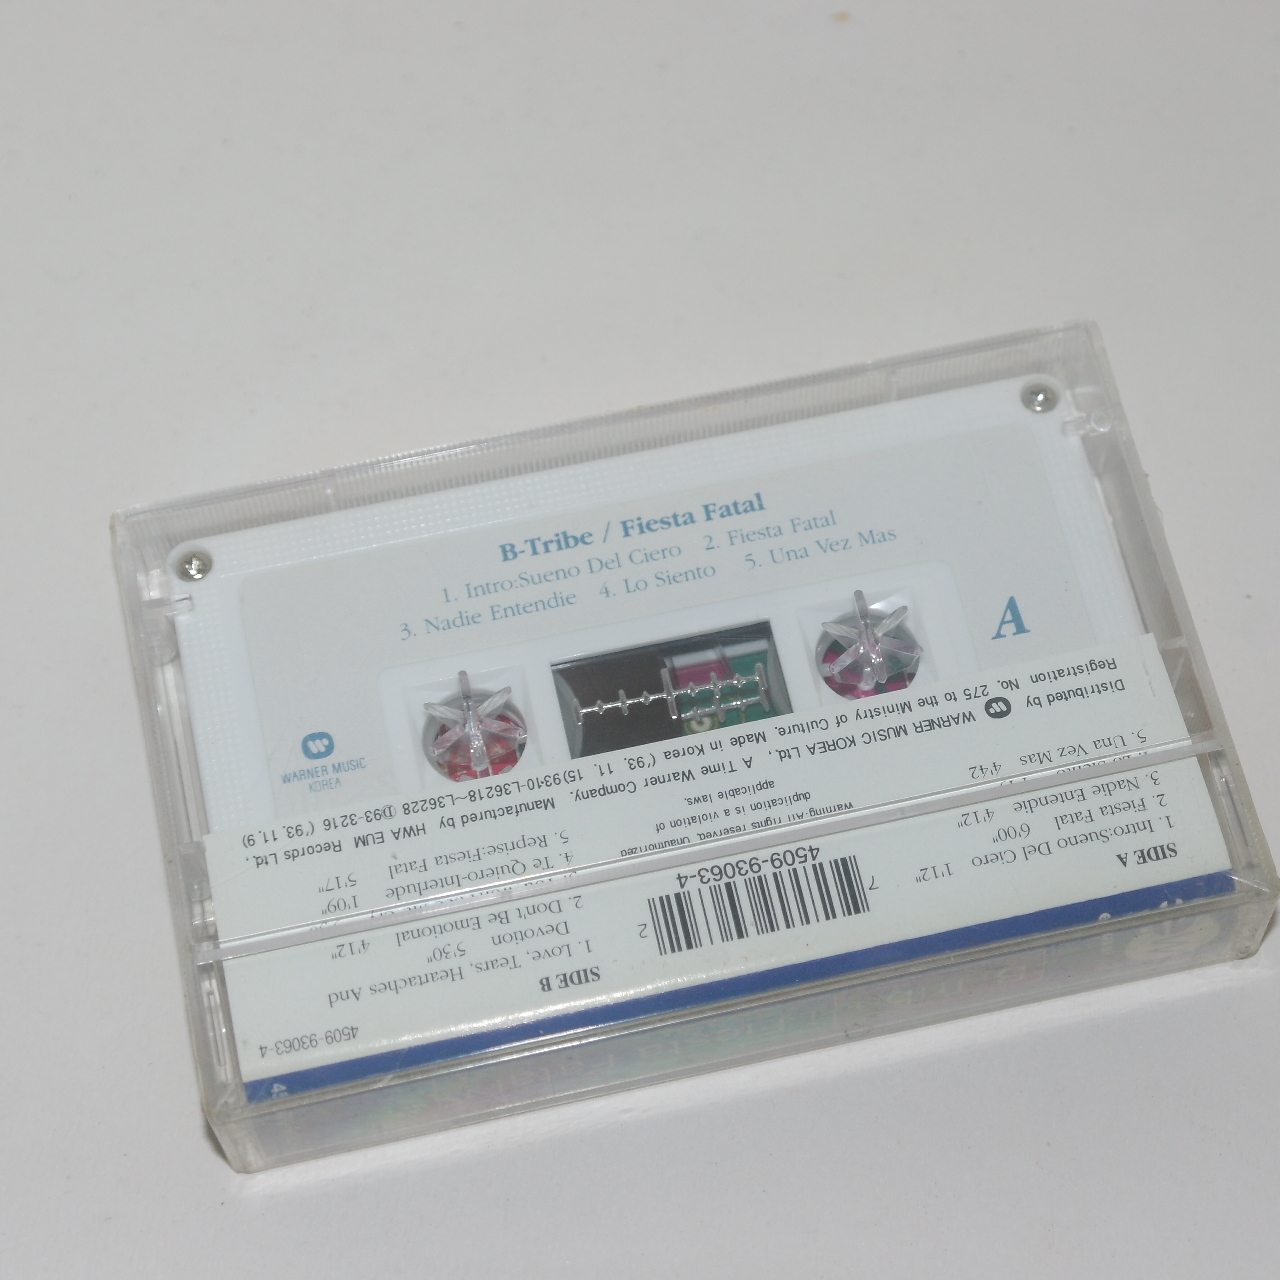 B-Tribe / Fiesta Fatal
1. Intro:Sueno Del Ciero 2. Fiesta Fatal
3. Nadie Entendie 4. Lo Siento 5. Una Vez Mas
A
WARNER MUSIC
KOREA
4509-93063-4
SIDE A
1. Intro:Sueno Del Ciero 1'12"
2. Fiesta Fatal 6'00"
3. Nadie Entendie 4'12"
5. Una Vez Mas 4'42
SIDE B
1. Love, Tears, Heartaches And
Devotion 5'30"
2. Don't Be Emotional 4'12"
4. Te Quiero-Interlude 1'09"
5. Reprise:Fiesta Fatal 5'17"
7
2
4509-93063-4
Warning·All rights reserved. Unauthorized
duplication is a violation of
applicable laws.
Manufactured by HWA EUM Records Ltd.,
A Time Warner Company. ('93. 11. 15)9310-L36218~L36228 Ⓓ93-3216 ('93. 11.9)
Distributed by WARNER MUSIC KOREA Ltd.,
Registration No. 275 to the Ministry of Culture. Made in Korea